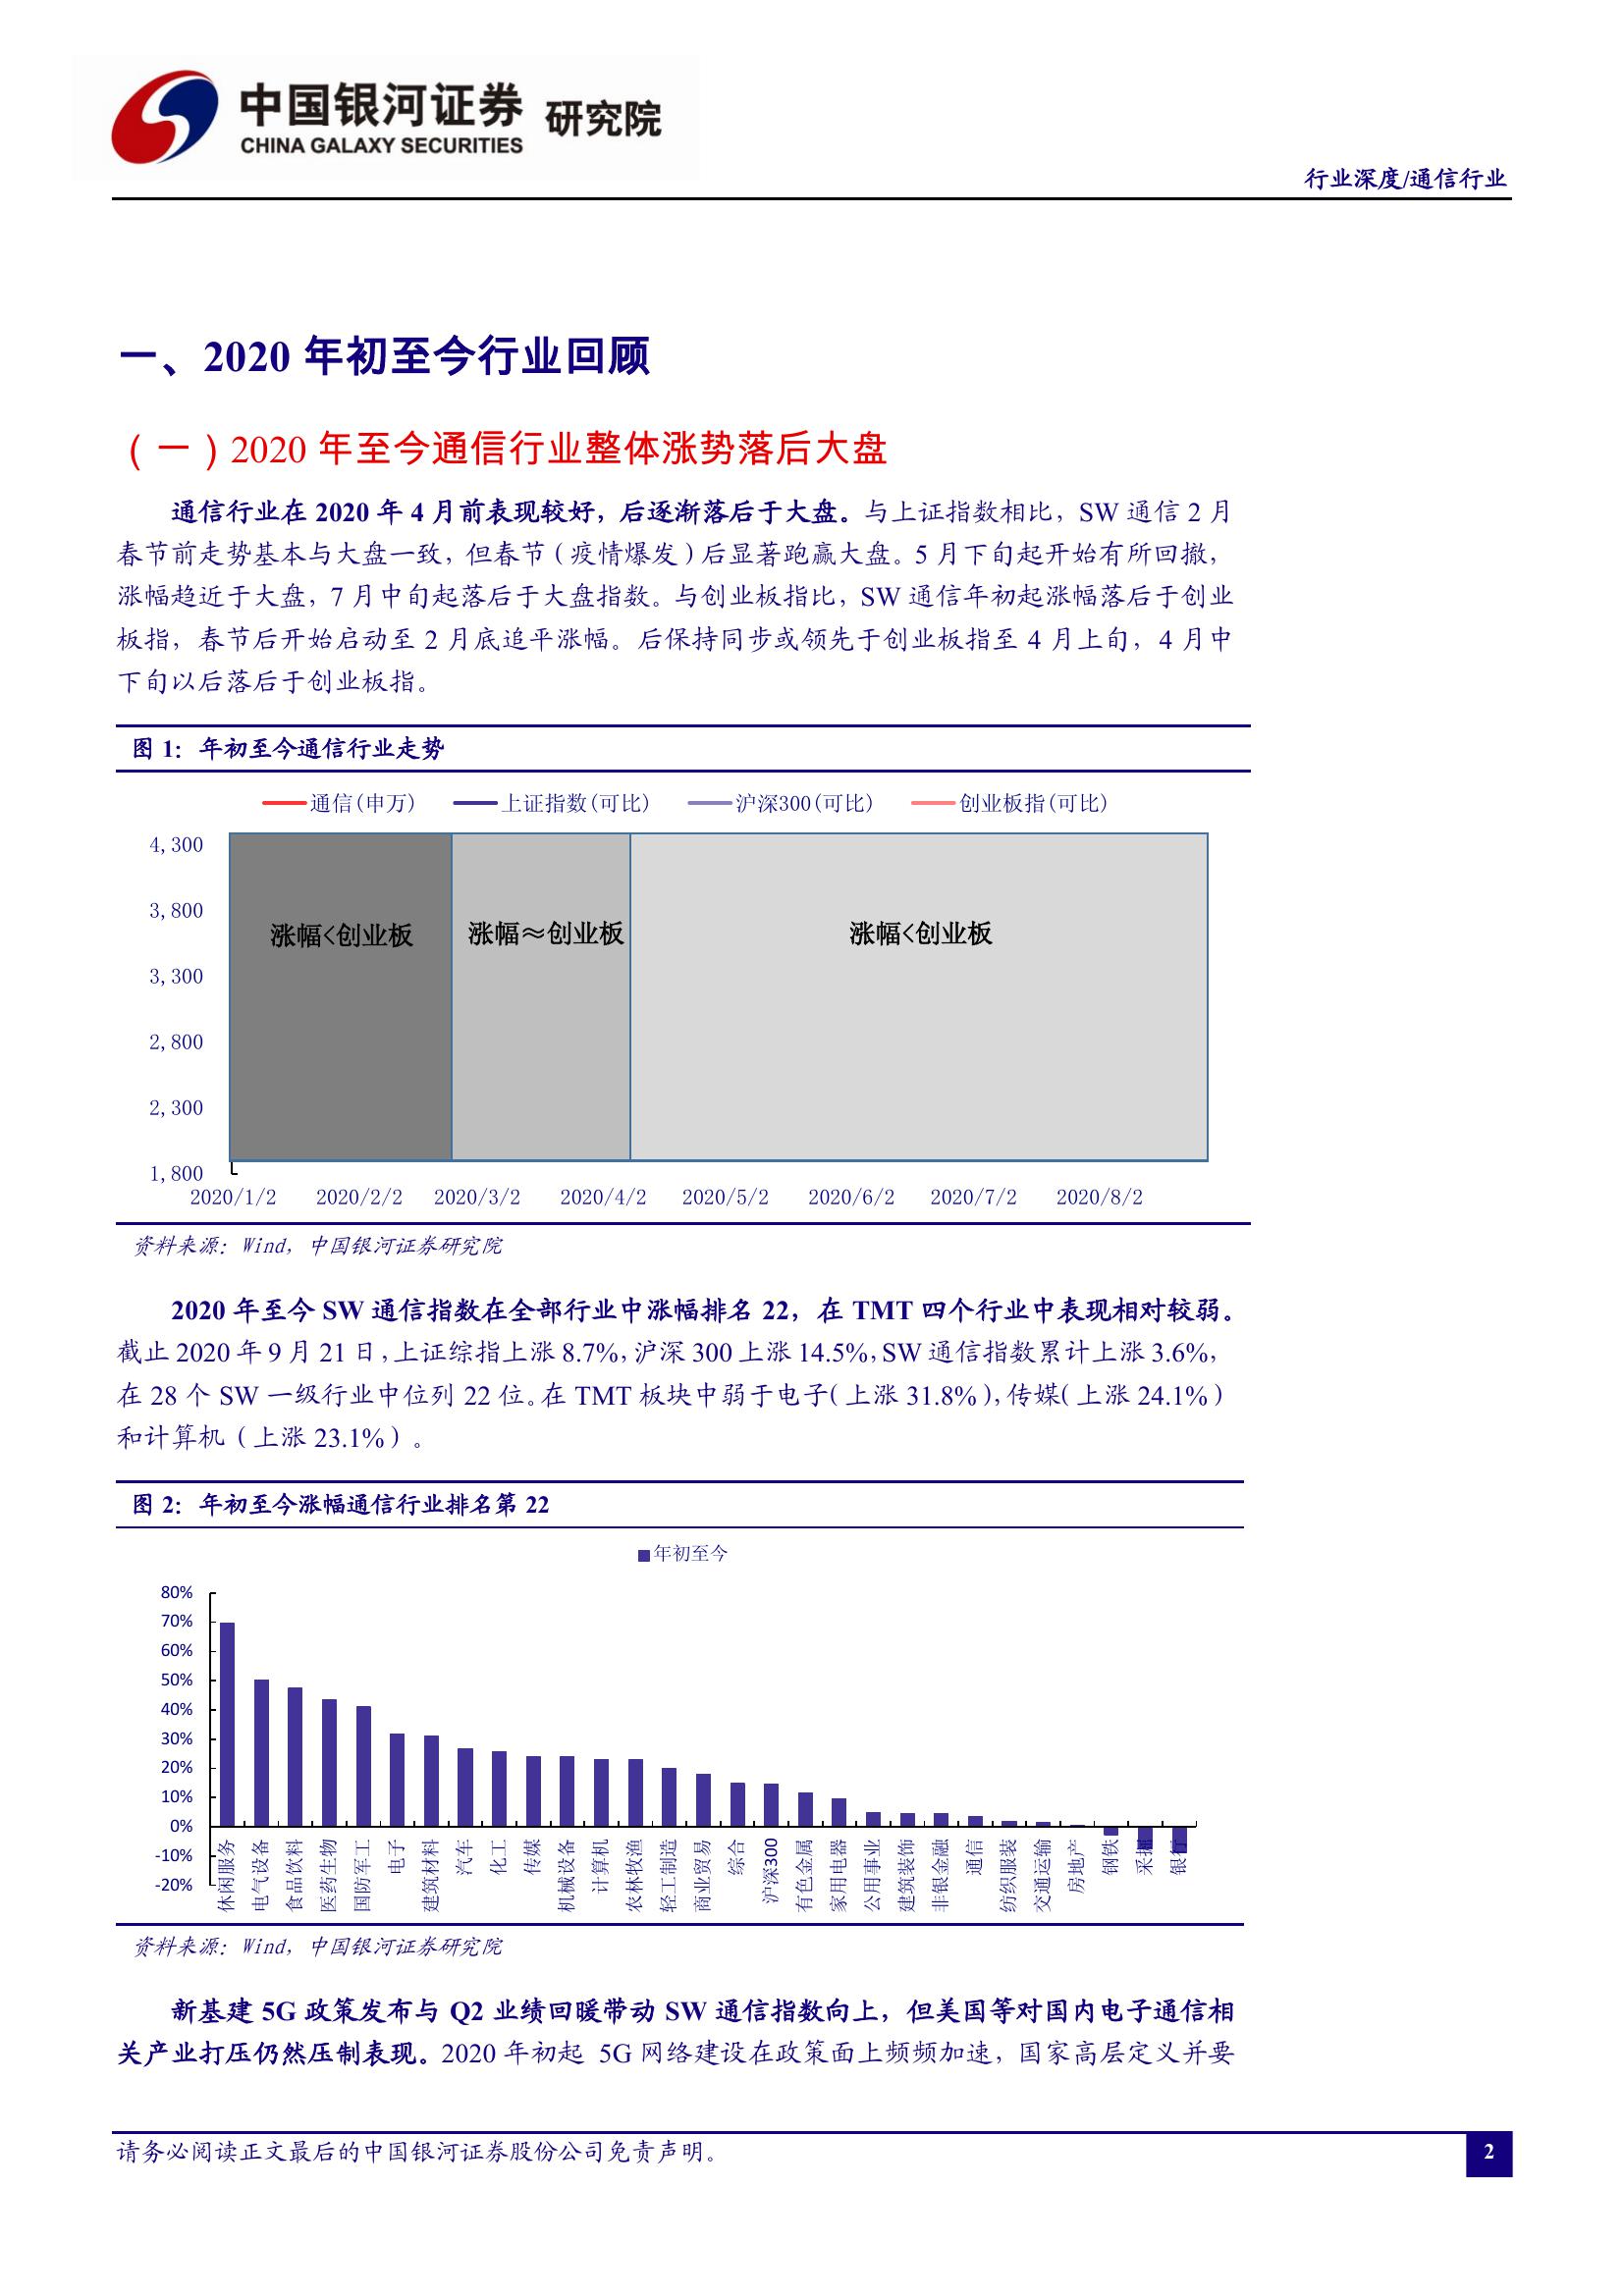 中国银河证券 研究院
CHINA GALAXY SECURITIES
行业深度/通信行业
一、2020 年初至今行业回顾
（一）2020 年至今通信行业整体涨势落后大盘
通信行业在 2020 年 4 月前表现较好，后逐渐落后于大盘。与上证指数相比，SW 通信 2 月
春节前走势基本与大盘一致，但春节（疫情爆发）后显著跑赢大盘。5 月下旬起开始有所回撤，
涨幅趋近于大盘，7 月中旬起落后于大盘指数。与创业板指比，SW 通信年初起涨幅落后于创业
板指，春节后开始启动至 2 月底追平涨幅。后保持同步或领先于创业板指至 4 月上旬，4 月中
下旬以后落后于创业板指。
图 1：年初至今通信行业走势
通信(申万) 上证指数(可比) 沪深300(可比) 创业板指(可比)
4,300
3,800
3,300
2,800
2,300
1,800
涨幅<创业板 涨幅≈创业板 涨幅<创业板
2020/1/2 2020/2/2 2020/3/2 2020/4/2 2020/5/2 2020/6/2 2020/7/2 2020/8/2
资料来源：Wind，中国银河证券研究院
2020 年至今 SW 通信指数在全部行业中涨幅排名 22，在 TMT 四个行业中表现相对较弱。
截止 2020 年 9 月 21 日，上证综指上涨 8.7%，沪深 300 上涨 14.5%，SW 通信指数累计上涨 3.6%，
在 28 个 SW 一级行业中位列 22 位。在 TMT 板块中弱于电子（上涨 31.8%），传媒（上涨 24.1%）
和计算机（上涨 23.1%）。
图 2：年初至今涨幅通信行业排名第 22
年初至今
80%
70%
60%
50%
40%
30%
20%
10%
0%
-10%
-20%
休闲服务 电气设备 食品饮料 医药生物 国防军工 电子 建筑材料 汽车 化工 传媒 机械设备 计算机 农林牧渔 轻工制造 商业贸易 综合 沪深300 有色金属 家用电器 公用事业 建筑装饰 非银金融 通信 纺织服装 交通运输 房地产 钢铁 采掘 银行
资料来源：Wind，中国银河证券研究院
新基建 5G 政策发布与 Q2 业绩回暖带动 SW 通信指数向上，但美国等对国内电子通信相
关产业打压仍然压制表现。2020 年初起 5G 网络建设在政策面上频频加速，国家高层定义并要
请务必阅读正文最后的中国银河证券股份公司免责声明。
2